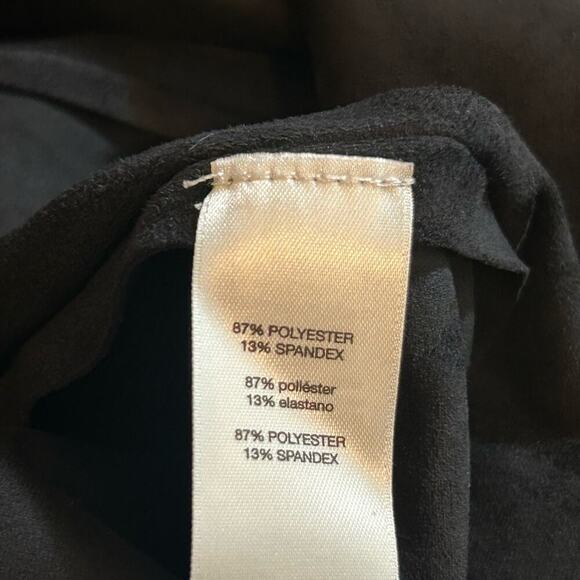 87% POLYESTER
13% SPANDEX
87% poliéster
13% elastano
87% POLYESTER
13% SPANDEX